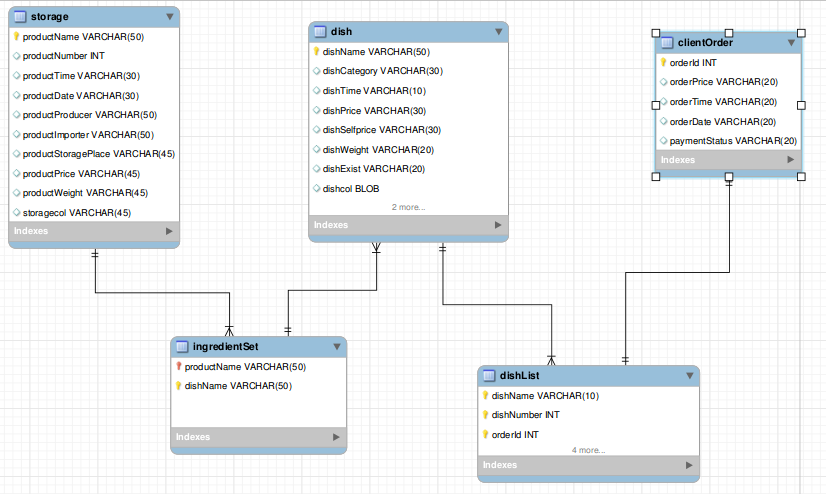 storage
productName VARCHAR(50)
productNumber INT
productTime VARCHAR(30)
productDate VARCHAR(30)
productProducer VARCHAR(50)
productImporter VARCHAR(50)
productStoragePlace VARCHAR(45)
productPrice VARCHAR(45)
productWeight VARCHAR(45)
storagecol VARCHAR(45)
Indexes
dish
dishName VARCHAR(50)
dishCategory VARCHAR(30)
dishTime VARCHAR(10)
dishPrice VARCHAR(30)
dishSelfprice VARCHAR(30)
dishWeight VARCHAR(20)
dishExist VARCHAR(20)
dishcol BLOB
2 more...
Indexes
clientOrder
orderId INT
orderPrice VARCHAR(20)
orderTime VARCHAR(20)
orderDate VARCHAR(20)
paymentStatus VARCHAR(20)
Indexes
ingredientSet
productName VARCHAR(50)
dishName VARCHAR(50)
Indexes
dishList
dishName VARCHAR(10)
dishNumber INT
orderId INT
4 more...
Indexes